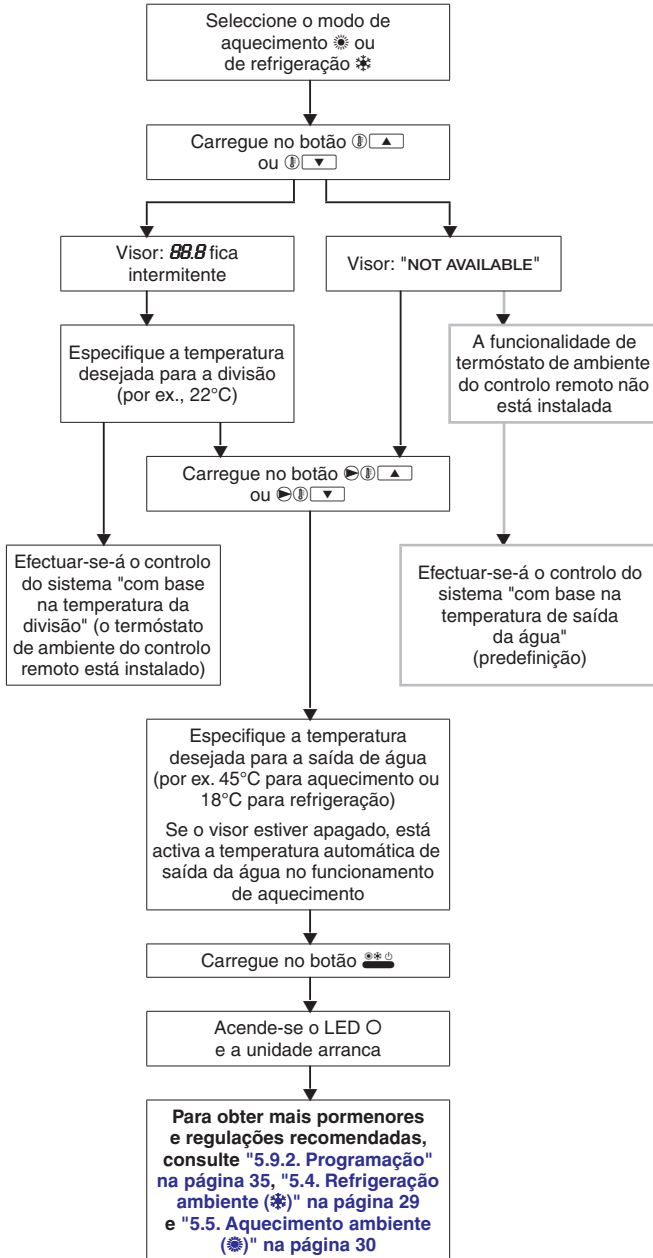 Seleccione o modo de
aquecimento ou
de refrigeração
Carregue no botão
ou
Visor: 88.8 fica
intermitente
Visor: "NOT AVAILABLE"
Especifique a temperatura
desejada para a divisão
(por ex., 22°C)
A funcionalidade de
termóstato de ambiente
do controlo remoto não
está instalada
Carregue no botão
ou
Efectuar-se-á o controlo
do sistema "com base
na temperatura da
divisão" (o termóstato
de ambiente do controlo
remoto está instalado)
Efectuar-se-á o controlo do
sistema "com base na
temperatura de saída
da água"
(predefinição)
Especifique a temperatura
desejada para a saída de água
(por ex. 45°C para aquecimento ou
18°C para refrigeração)
Se o visor estiver apagado, está
activa a temperatura automática de
saída da água no funcionamento
de aquecimento
Carregue no botão
Acende-se o LED
e a unidade arranca
Para obter mais pormenores
e regulações recomendadas,
consulte "5.9.2. Programação"
na página 35, "5.4. Refrigeração
ambiente (❄)" na página 29
e "5.5. Aquecimento ambiente
(☀)" na página 30